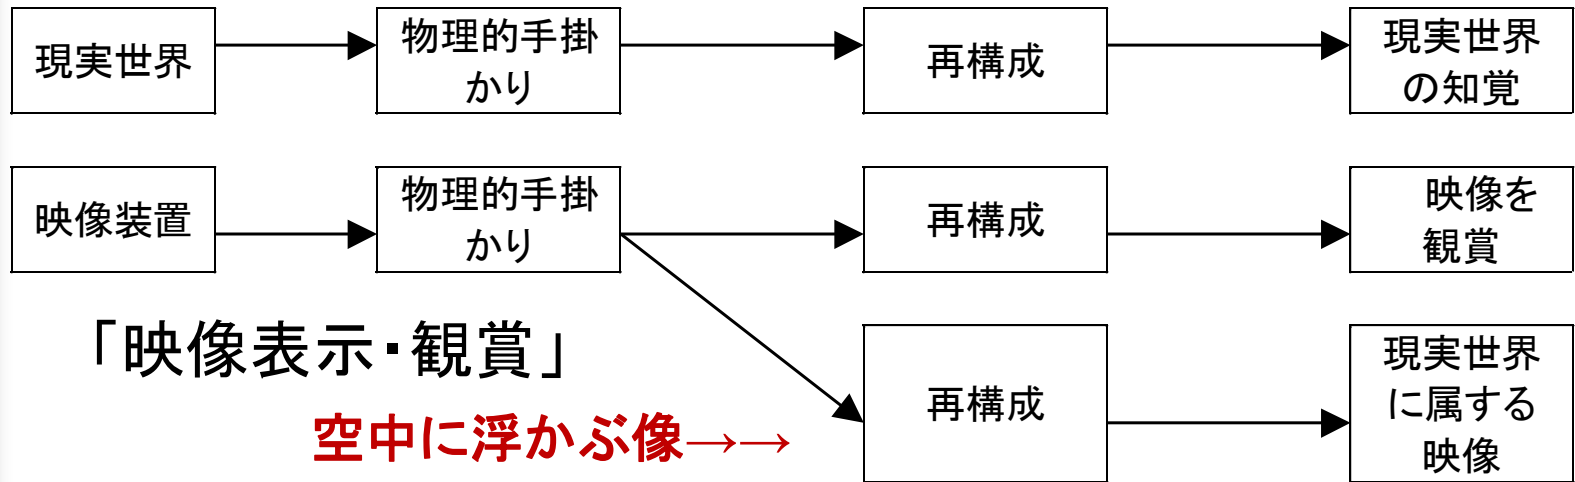 現実世界
物理的手掛
かり
再構成
現実世界
の知覚
映像装置
物理的手掛
かり
再構成
映像を
観賞
「映像表示・観賞」
空中に浮かぶ像→→
再構成
現実世界
に属する
映像